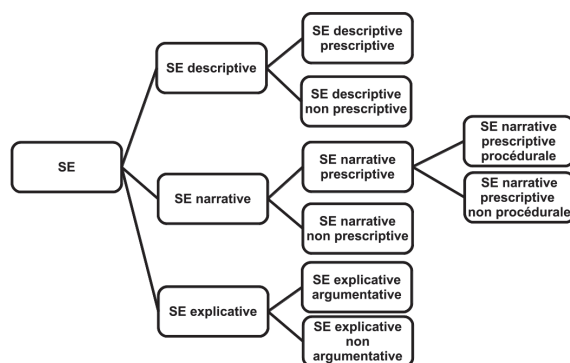 SE
SE descriptive
SE descriptive
prescriptive
SE descriptive
non prescriptive
SE narrative
SE narrative
prescriptive
SE narrative
prescriptive
procédurale
SE narrative
prescriptive
non procédurale
SE narrative
non prescriptive
SE explicative
SE explicative
argumentative
SE explicative
non
argumentative